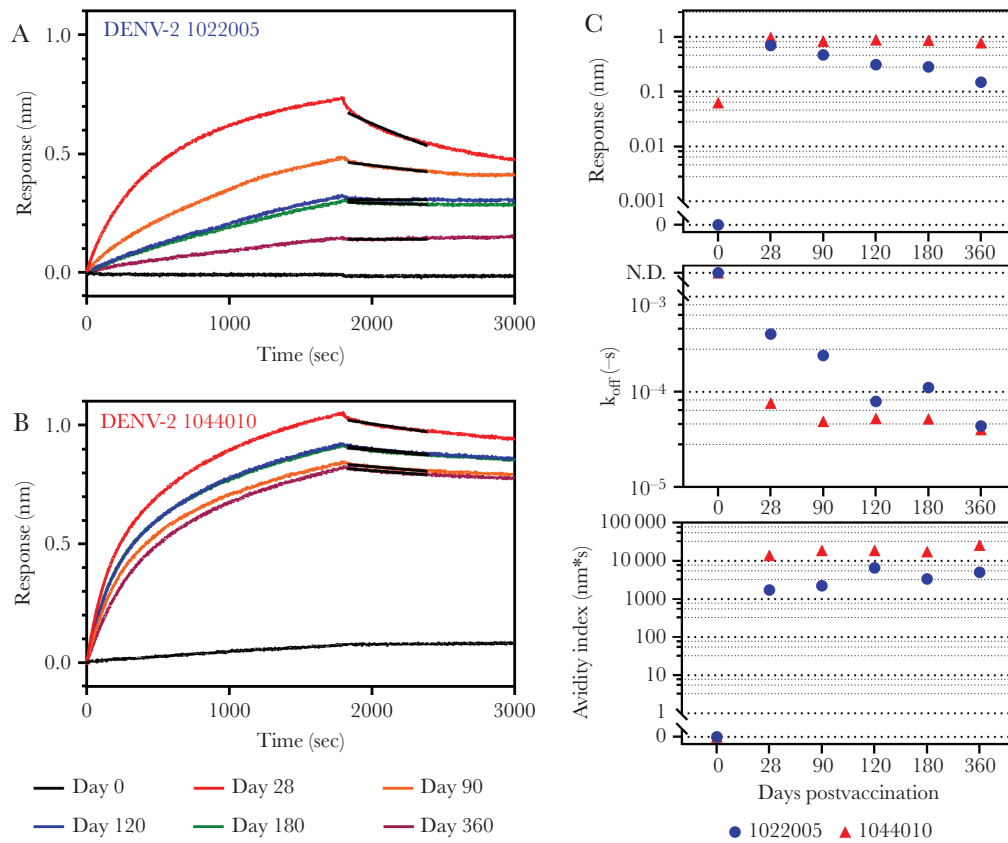 A
DENV-2 1022005
1.0
0.5
0.0
Response (nm)
0 1000 2000 3000
Time (sec)
B
DENV-2 1044010
1.0
0.5
0.0
Response (nm)
0 1000 2000 3000
Time (sec)
Day 0 Day 28 Day 90
Day 120 Day 180 Day 360
C
1
0.1
0.01
0.001
0
Response (nm)
0 28 90 120 180 360
N.D.
10⁻³
10⁻⁴
10⁻⁵
k_off (–s)
0 28 90 120 180 360
100 000
10 000
1000
100
10
1
0
Avidity index (nm*s)
0 28 90 120 180 360
Days postvaccination
1022005 1044010